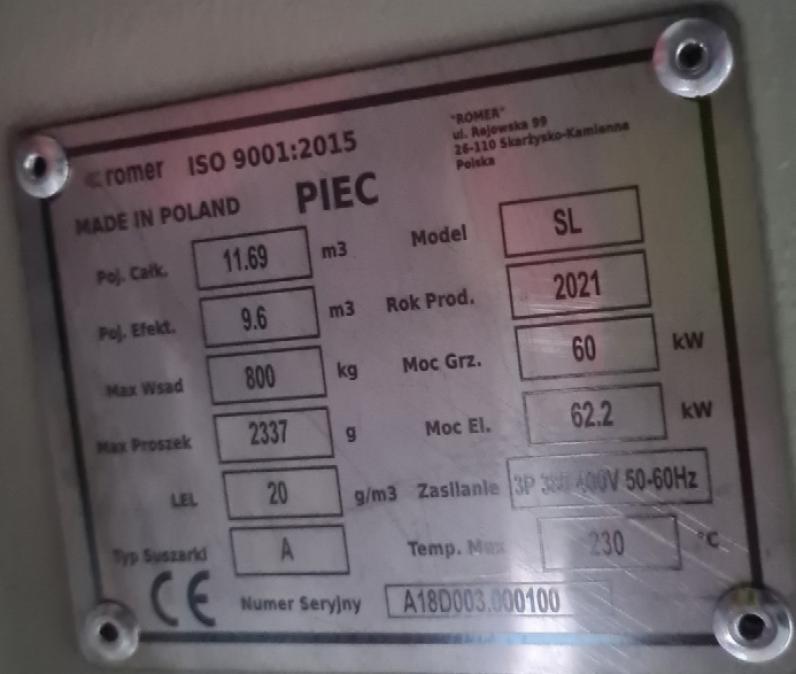 romer ISO 9001:2015
"ROMER"
ul. Rejowska 99
26-110 Skarżysko-Kamienna
Polska
MADE IN POLAND PIEC
Poj. Całk. 11.69 m3
Model SL
Poj. Efekt. 9.6 m3
Rok Prod. 2021
Max Wsad 800 kg
Moc Grz. 60 kW
Max Proszek 2337 g
Moc El. 62.2 kW
LEL 20 g/m3
Zasilanie 3P 400V 50-60Hz
Typ Suszarki A
Temp. Max 230 °C
CE Numer Seryjny A18D003.000100